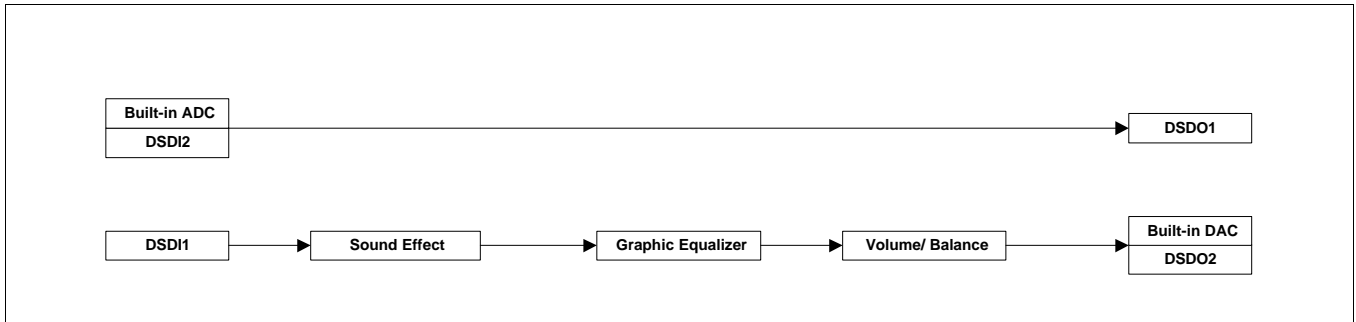 Built-in ADC
DSDI2
DSDO1
DSDI1
Sound Effect
Graphic Equalizer
Volume/ Balance
Built-in DAC
DSDO2